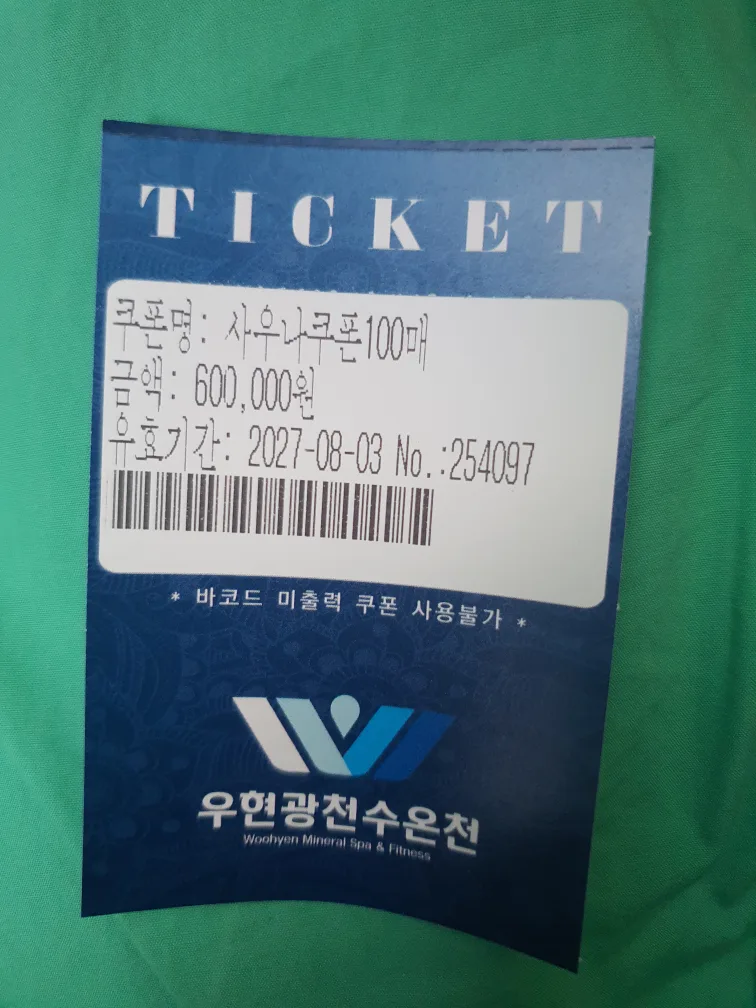 TICKET
쿠폰명: 사우나쿠폰100매
금액: 600,000원
유효기간: 2027-08-03 No.:254097
* 바코드 미출력 쿠폰 사용불가 *
우현광천수온천
Woohyen Mineral Spa & Fitness